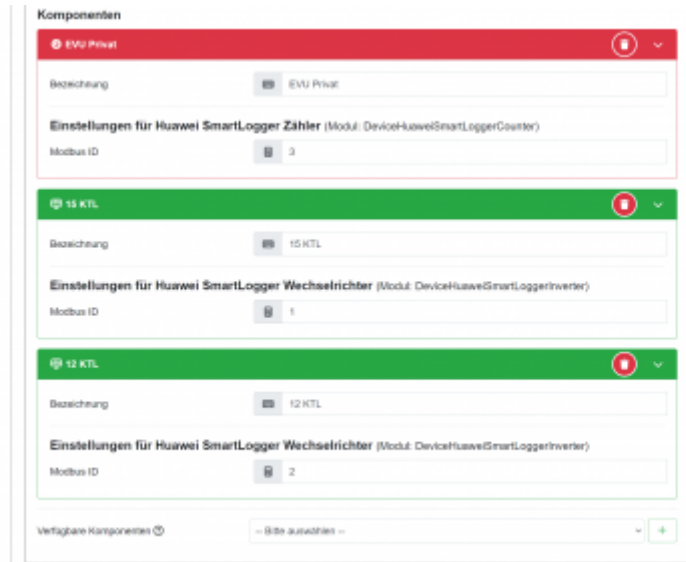 Komponenten
EVU Privat
Bezeichnung EVU Privat
Einstellungen für Huawei SmartLogger Zähler (Modul: DeviceHuaweiSmartLoggerCounter)
Modbus ID 3
15 KTL
Bezeichnung 15 KTL
Einstellungen für Huawei SmartLogger Wechselrichter (Modul: DeviceHuaweiSmartLoggerInverter)
Modbus ID 1
12 KTL
Bezeichnung 12 KTL
Einstellungen für Huawei SmartLogger Wechselrichter (Modul: DeviceHuaweiSmartLoggerInverter)
Modbus ID 2
Verfügbare Komponenten -- Bitte auswählen --